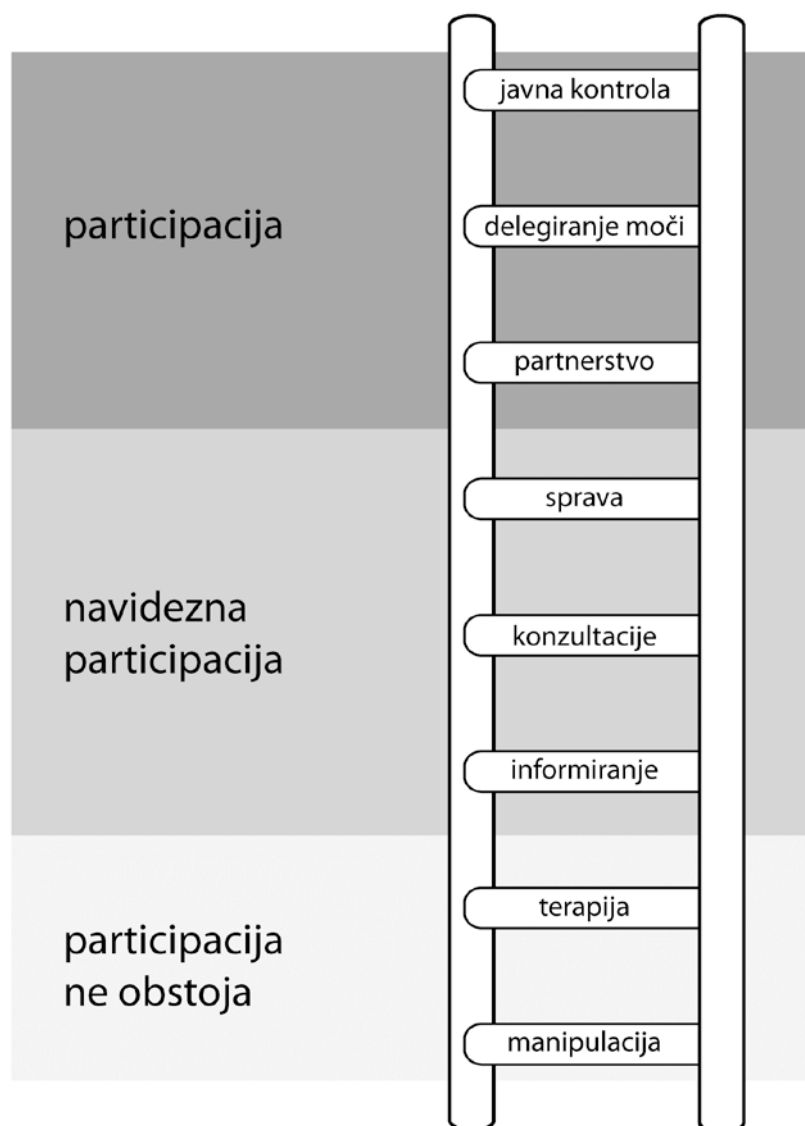 javna kontrola
participacija
delegiranje moči
partnerstvo
sprava
navidezna
participacija
konzultacije
informiranje
terapija
participacija
ne obstoja
manipulacija